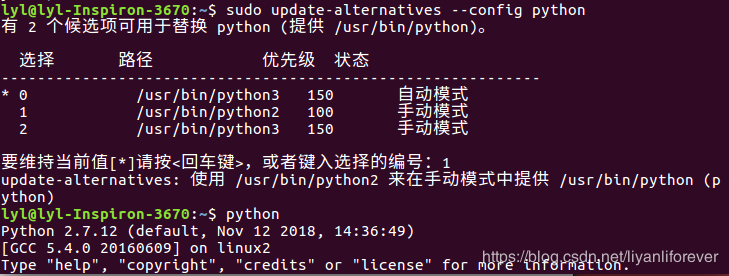 lyl@lyl-Inspiron-3670:~$ sudo update-alternatives --config python
有 2 个候选项可用于替换 python (提供 /usr/bin/python)。
选择 路径 优先级 状态
------------------------------------------------------------
* 0 /usr/bin/python3 150 自动模式
1 /usr/bin/python2 100 手动模式
2 /usr/bin/python3 150 手动模式
要维持当前值[*]请按<回车键>，或者键入选择的编号：1
update-alternatives: 使用 /usr/bin/python2 来在手动模式中提供 /usr/bin/python (p
ython)
lyl@lyl-Inspiron-3670:~$ python
Python 2.7.12 (default, Nov 12 2018, 14:36:49)
[GCC 5.4.0 20160609] on linux2
Type "help", "copyright", "credits" or "license" for more information.
https://blog.csdn.net/liyanliforever